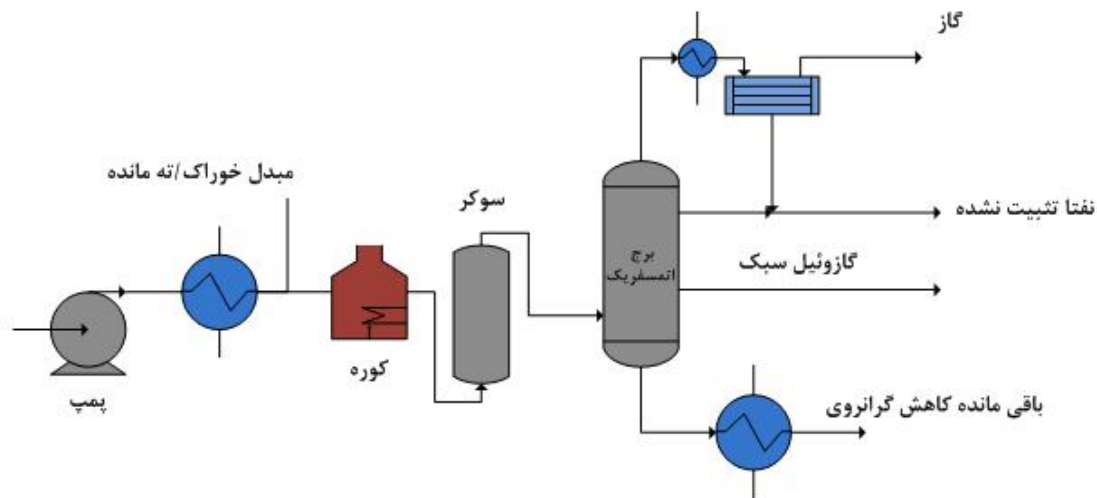 گاز
مبدل خوراک/ته مانده
سوکر
نفتا تثبیت نشده
برج
اتمسفریک
گازوئیل سبک
کوره
پمپ
باقی مانده کاهش گرانروی